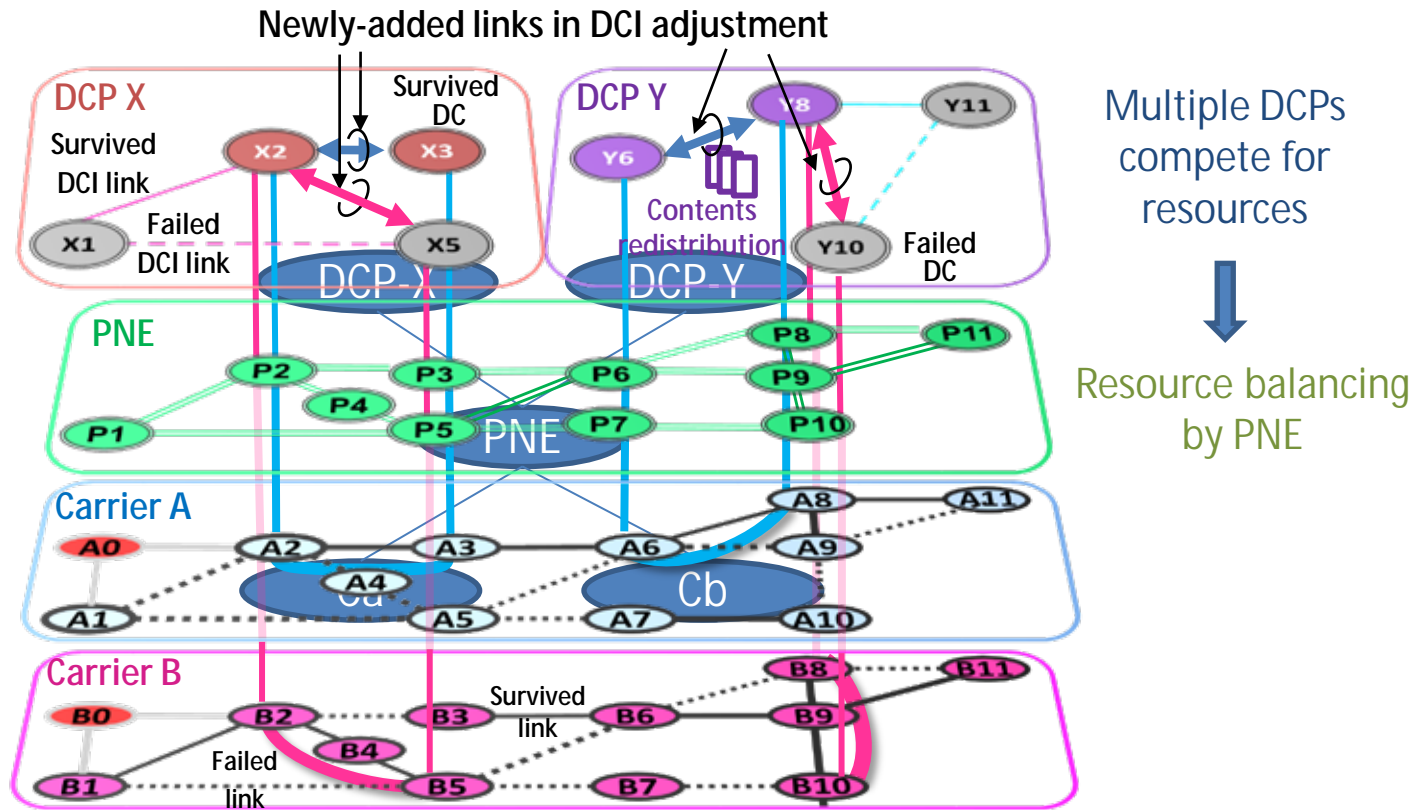 Newly-added links in DCI adjustment
DCP X
Survived
DC
Survived
DCI link
X2
X3
X1
Failed
DCI link
X5
DCP-X
DCP Y
Y8
Y11
Y6
Contents
redistribution
Y10
Failed
DC
DCP-Y
Multiple DCPs
compete for
resources
Resource balancing
by PNE
PNE
P8
P11
P2
P3
P6
P9
P4
P1
P5
PNE
P7
P10
Carrier A
A8
A11
A0
A2
A3
A6
A9
A4
Ca
Cb
A1
A5
A7
A10
Carrier B
B8
B11
B0
B2
B3
Survived
link
B6
B9
B4
Failed
link
B1
B5
B7
B10